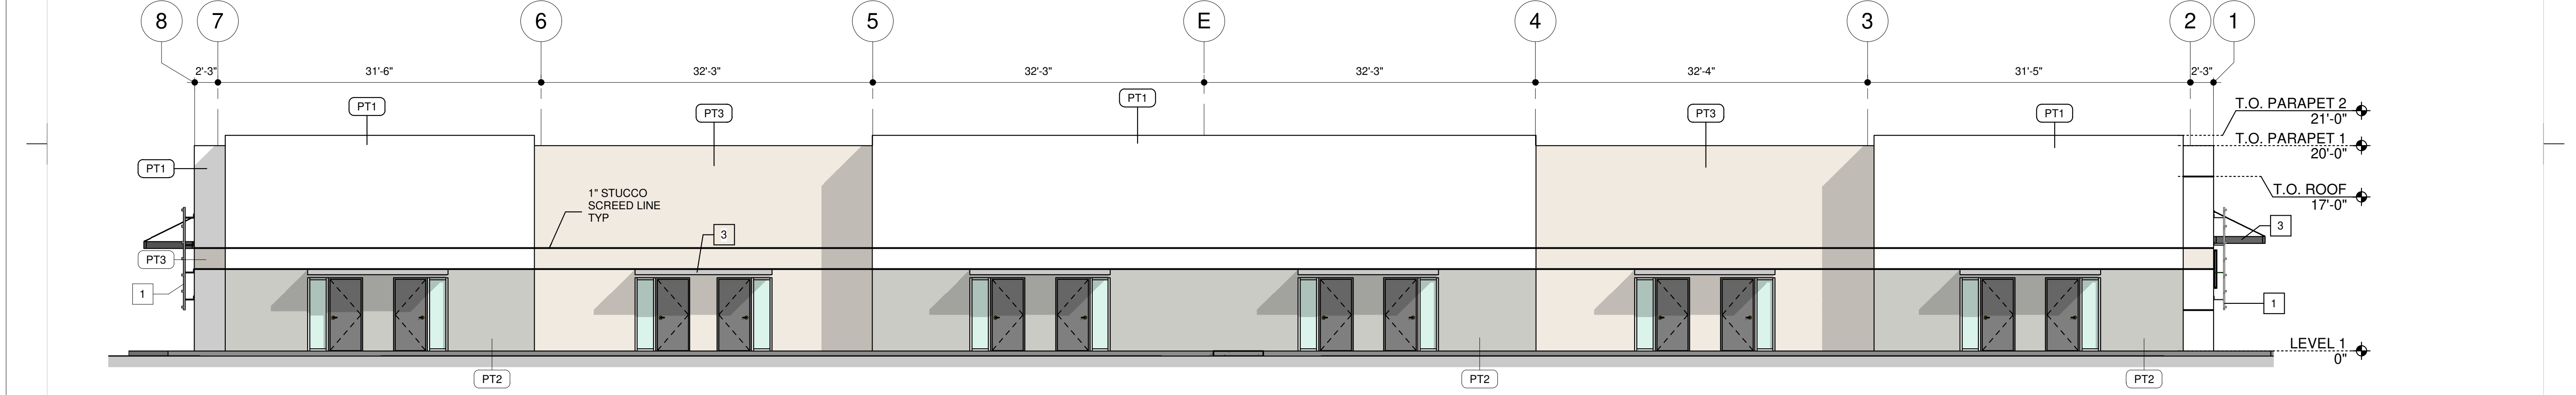 8 7 6 5 E 4 3 2 1
2'-3" 31'-6" 32'-3" 32'-3" 32'-3" 32'-4" 31'-5" 2'-3"
PT1 PT3 PT1 PT3 PT1
T.O. PARAPET 2
21'-0"
T.O. PARAPET 1
20'-0"
PT1
T.O. ROOF
17'-0"
1" STUCCO
SCREED LINE
TYP
3 3
PT3
1 1
LEVEL 1
0"
PT2 PT2 PT2